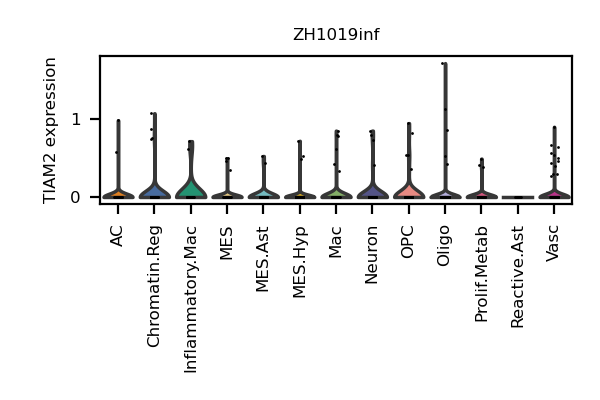 ZH1019inf
TIAM2 expression
1
0
AC
Chromatin.Reg
Inflammatory.Mac
MES
MES.Ast
MES.Hyp
Mac
Neuron
OPC
Oligo
Prolif.Metab
Reactive.Ast
Vasc